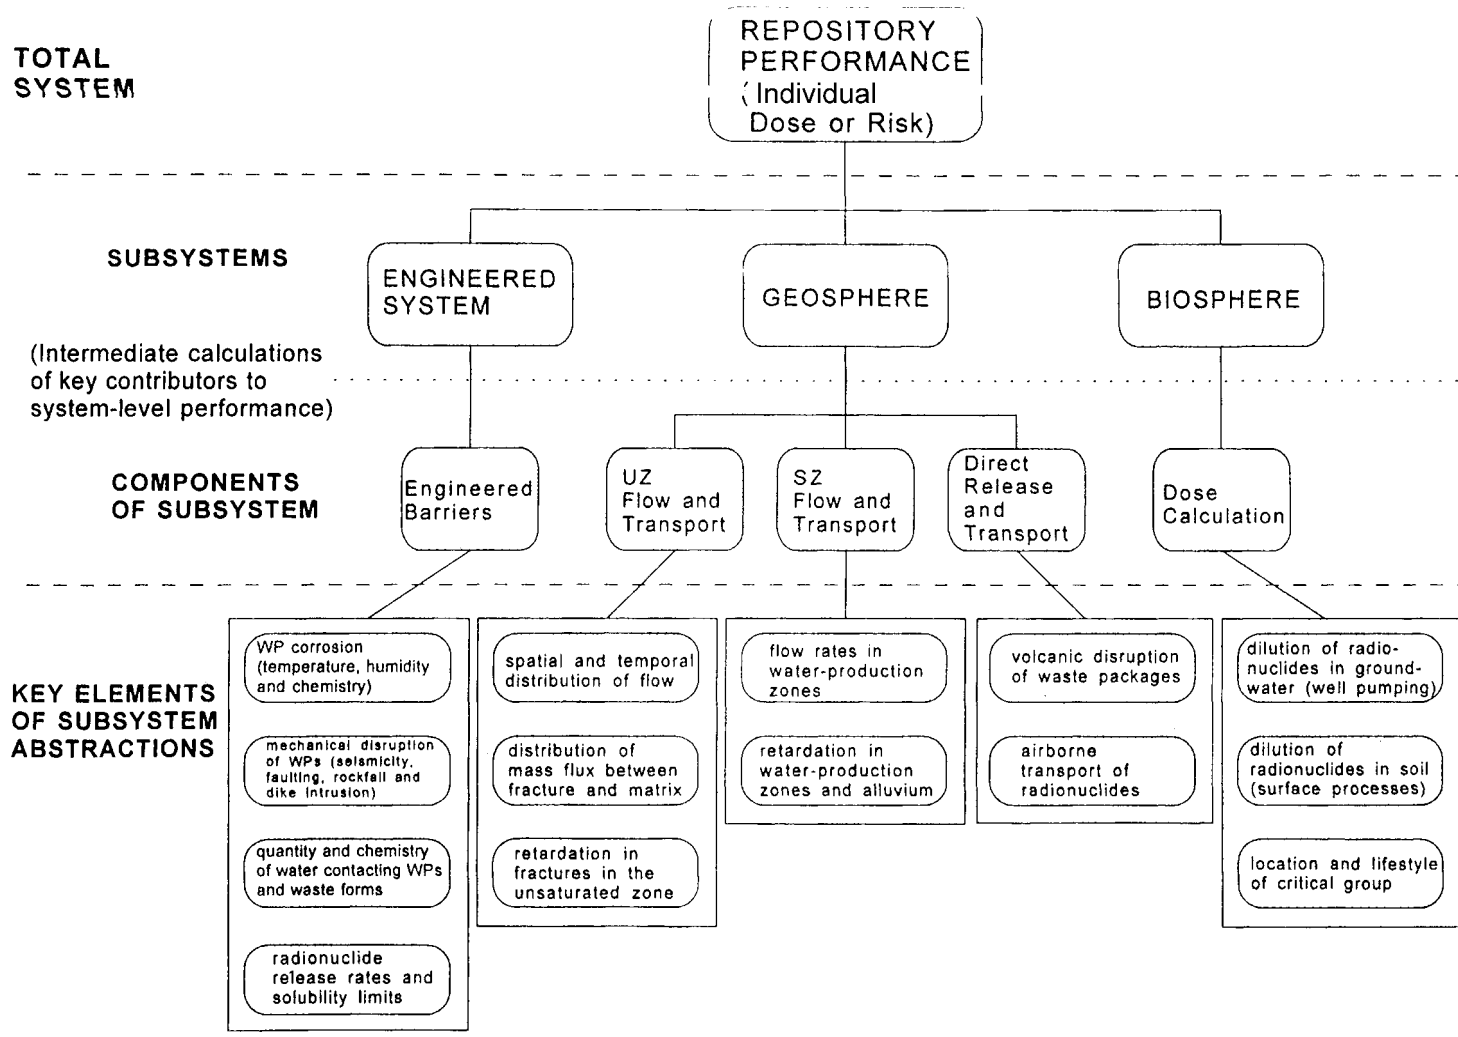 TOTAL
SYSTEM
REPOSITORY
PERFORMANCE
(Individual
Dose or Risk)
SUBSYSTEMS
ENGINEERED
SYSTEM
GEOSPHERE
BIOSPHERE
(Intermediate calculations
of key contributors to
system-level performance)
COMPONENTS
OF SUBSYSTEM
Engineered
Barriers
UZ
Flow and
Transport
SZ
Flow and
Transport
Direct
Release
and
Transport
Dose
Calculation
KEY ELEMENTS
OF SUBSYSTEM
ABSTRACTIONS
WP corrosion
(temperature, humidity
and chemistry)
mechanical disruption
of WPs (seismicity,
faulting, rockfall and
dike intrusion)
quantity and chemistry
of water contacting WPs
and waste forms
radionuclide
release rates and
solubility limits
spatial and temporal
distribution of flow
distribution of
mass flux between
fracture and matrix
retardation in
fractures in the
unsaturated zone
flow rates in
water-production
zones
retardation in
water-production
zones and alluvium
volcanic disruption
of waste packages
airborne
transport of
radionuclides
dilution of radio-
nuclides in ground-
water (well pumping)
dilution of
radionuclides in soil
(surface processes)
location and lifestyle
of critical group